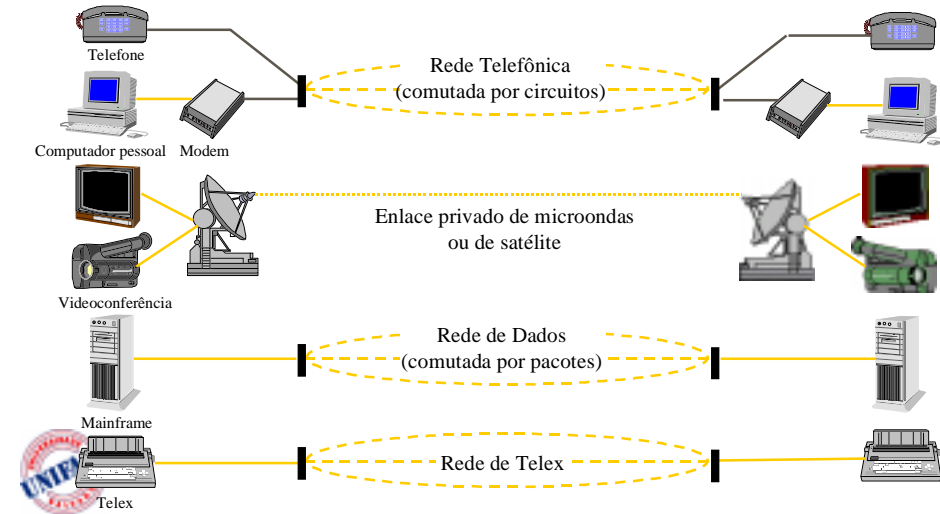 Telefone
Rede Telefônica
(comutada por circuitos)
Computador pessoal
Modem
Enlace privado de microondas
ou de satélite
Videoconferência
Rede de Dados
(comutada por pacotes)
Mainframe
Rede de Telex
Telex